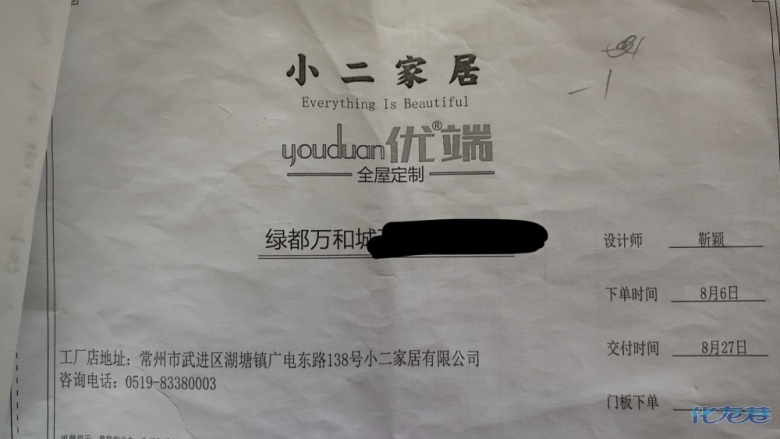 小二家居
Everything Is Beautiful
youduan优端®
全屋定制
绿都万和城
设计师 靳颖
下单时间 8月6日
交付时间 8月27日
门板下单
工厂店地址：常州市武进区湖塘镇广电东路138号小二家居有限公司
咨询电话：0519-83380003
化龙巷